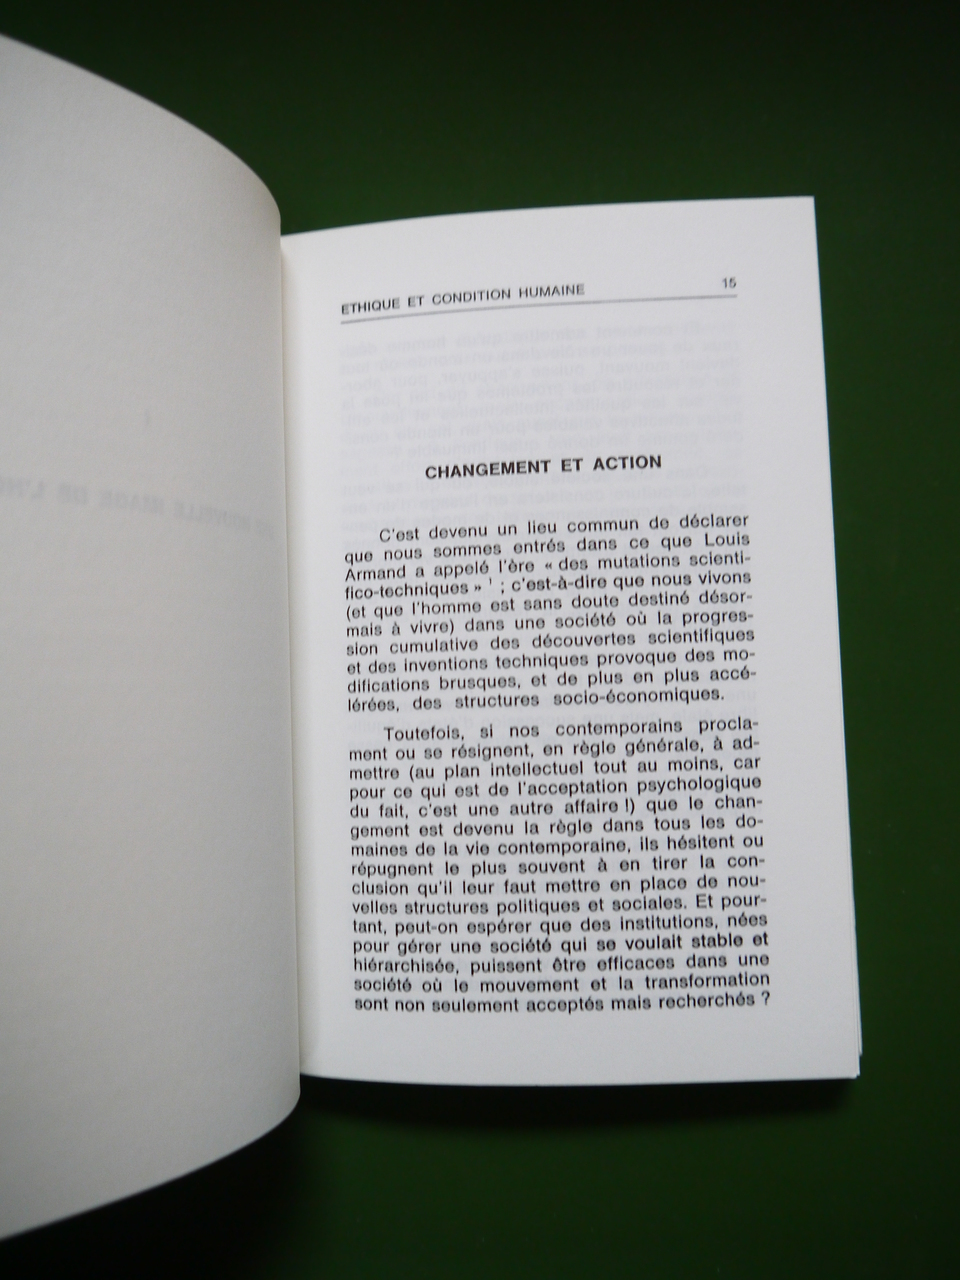 ETHIQUE ET CONDITION HUMAINE 15
CHANGEMENT ET ACTION
C'est devenu un lieu commun de déclarer
que nous sommes entrés dans ce que Louis
Armand a appelé l'ère « des mutations scienti-
fico-techniques » ¹ ; c'est-à-dire que nous vivons
(et que l'homme est sans doute destiné désor-
mais à vivre) dans une société où la progres-
sion cumulative des découvertes scientifiques
et des inventions techniques provoque des mo-
difications brusques, et de plus en plus accé-
lérées, des structures socio-économiques.
Toutefois, si nos contemporains procla-
ment ou se résignent, en règle générale, à ad-
mettre (au plan intellectuel tout au moins, car
pour ce qui est de l'acceptation psychologique
du fait, c'est une autre affaire !) que le chan-
gement est devenu la règle dans tous les do-
maines de la vie contemporaine, ils hésitent ou
répugnent le plus souvent à en tirer la con-
clusion qu'il leur faut mettre en place de nou-
velles structures politiques et sociales. Et pour-
tant, peut-on espérer que des institutions, nées
pour gérer une société qui se voulait stable et
hiérarchisée, puissent être efficaces dans une
société où le mouvement et la transformation
sont non seulement acceptés mais recherchés ?